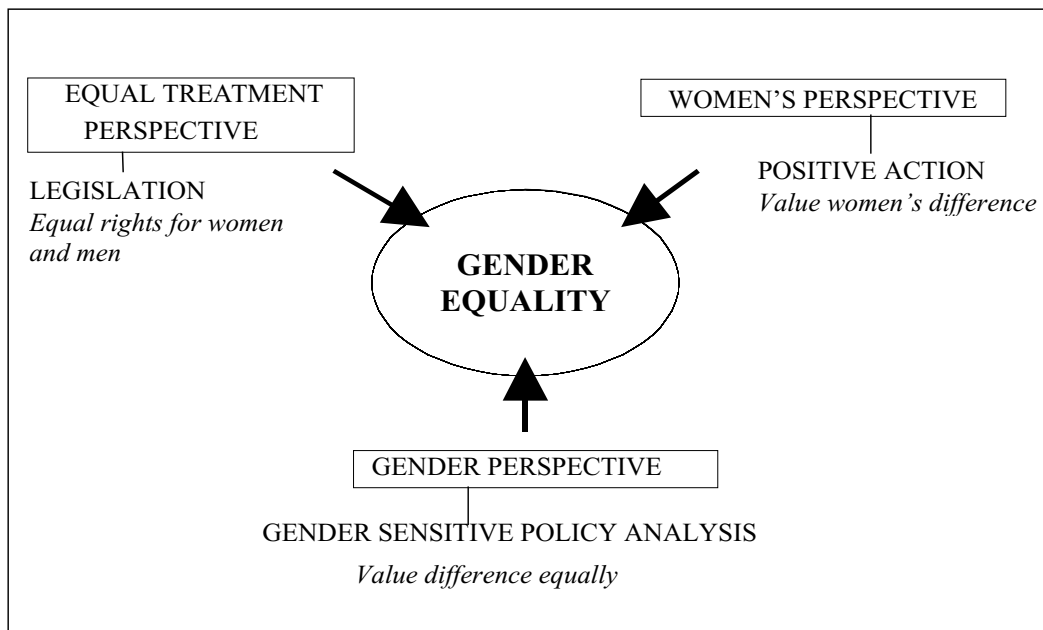 EQUAL TREATMENT
PERSPECTIVE
LEGISLATION
Equal rights for women
and men
WOMEN’S PERSPECTIVE
POSITIVE ACTION
Value women’s difference
GENDER
EQUALITY
GENDER PERSPECTIVE
GENDER SENSITIVE POLICY ANALYSIS
Value difference equally